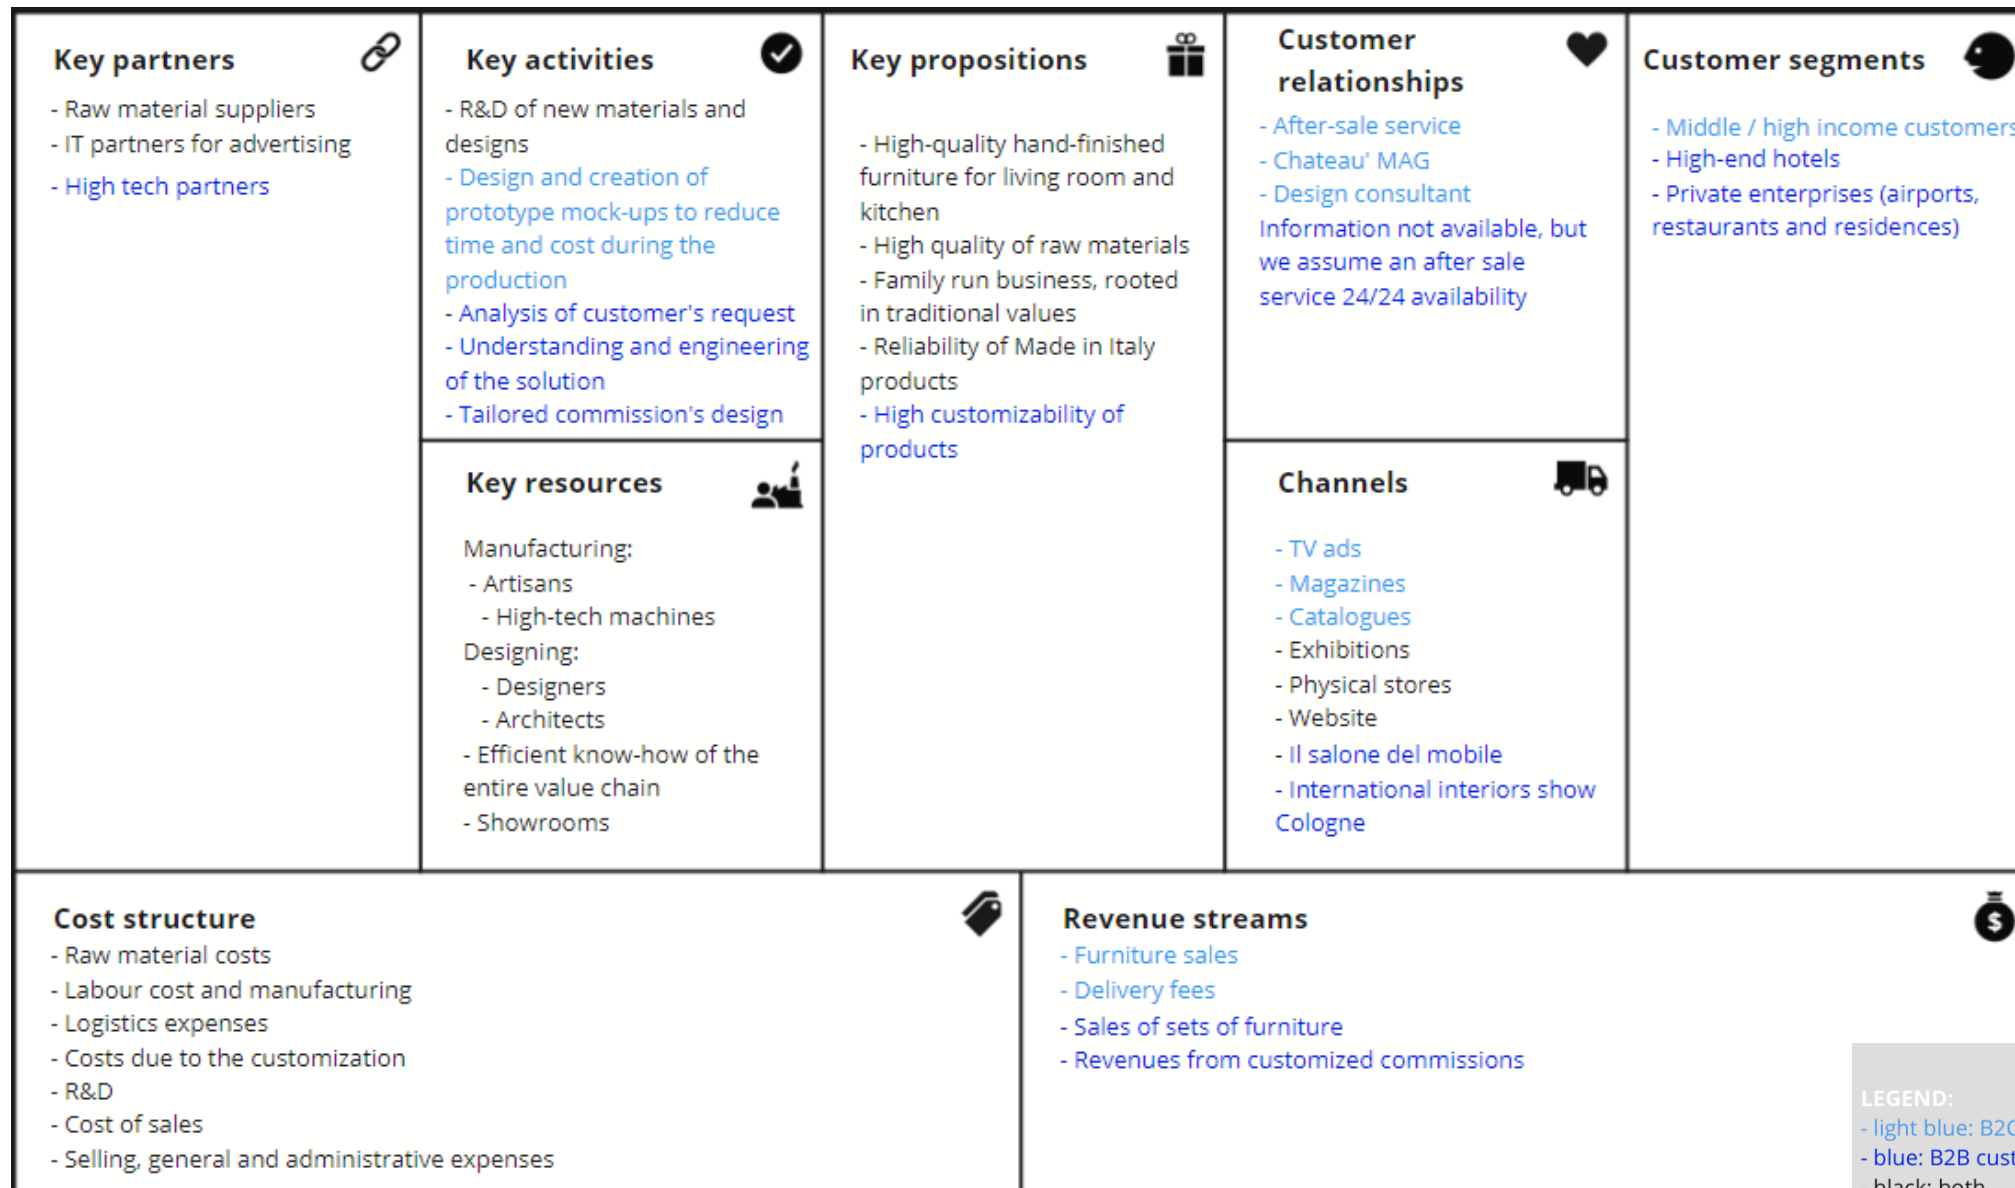 Key partners
- Raw material suppliers
- IT partners for advertising
- High tech partners
Key activities
- R&D of new materials and
designs
- Design and creation of
prototype mock-ups to reduce
time and cost during the
production
- Analysis of customer's request
- Understanding and engineering
of the solution
- Tailored commission's design
Key resources
Manufacturing:
- Artisans
- High-tech machines
Designing:
- Designers
- Architects
- Efficient know-how of the
entire value chain
- Showrooms
Key propositions
- High-quality hand-finished
furniture for living room and
kitchen
- High quality of raw materials
- Family run business, rooted
in traditional values
- Reliability of Made in Italy
products
- High customizability of
products
Customer
relationships
- After-sale service
- Chateau' MAG
- Design consultant
Information not available, but
we assume an after sale
service 24/24 availability
Channels
- TV ads
- Magazines
- Catalogues
- Exhibitions
- Physical stores
- Website
- Il salone del mobile
- International interiors show
Cologne
Customer segments
- Middle / high income customers
- High-end hotels
- Private enterprises (airports,
restaurants and residences)
Cost structure
- Raw material costs
- Labour cost and manufacturing
- Logistics expenses
- Costs due to the customization
- R&D
- Cost of sales
- Selling, general and administrative expenses
Revenue streams
- Furniture sales
- Delivery fees
- Sales of sets of furniture
- Revenues from customized commissions
$
LEGEND:
- light blue: B2C
- blue: B2B cust
- black: both